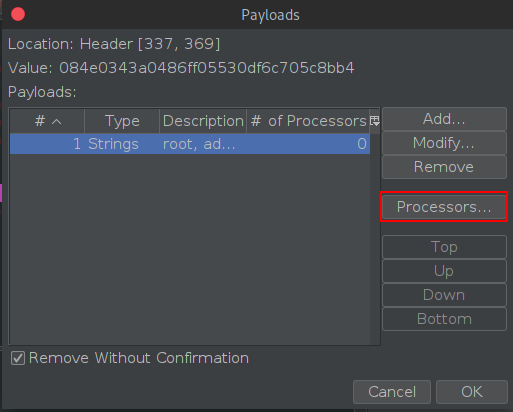 Payloads
Location: Header [337, 369]
Value: 084e0343a0486ff05530df6c705c8bb4
Payloads:
# Type Description # of Processors
1 Strings root, ad... 0
Add...
Modify...
Remove
Processors...
Top
Up
Down
Bottom
Remove Without Confirmation
Cancel OK